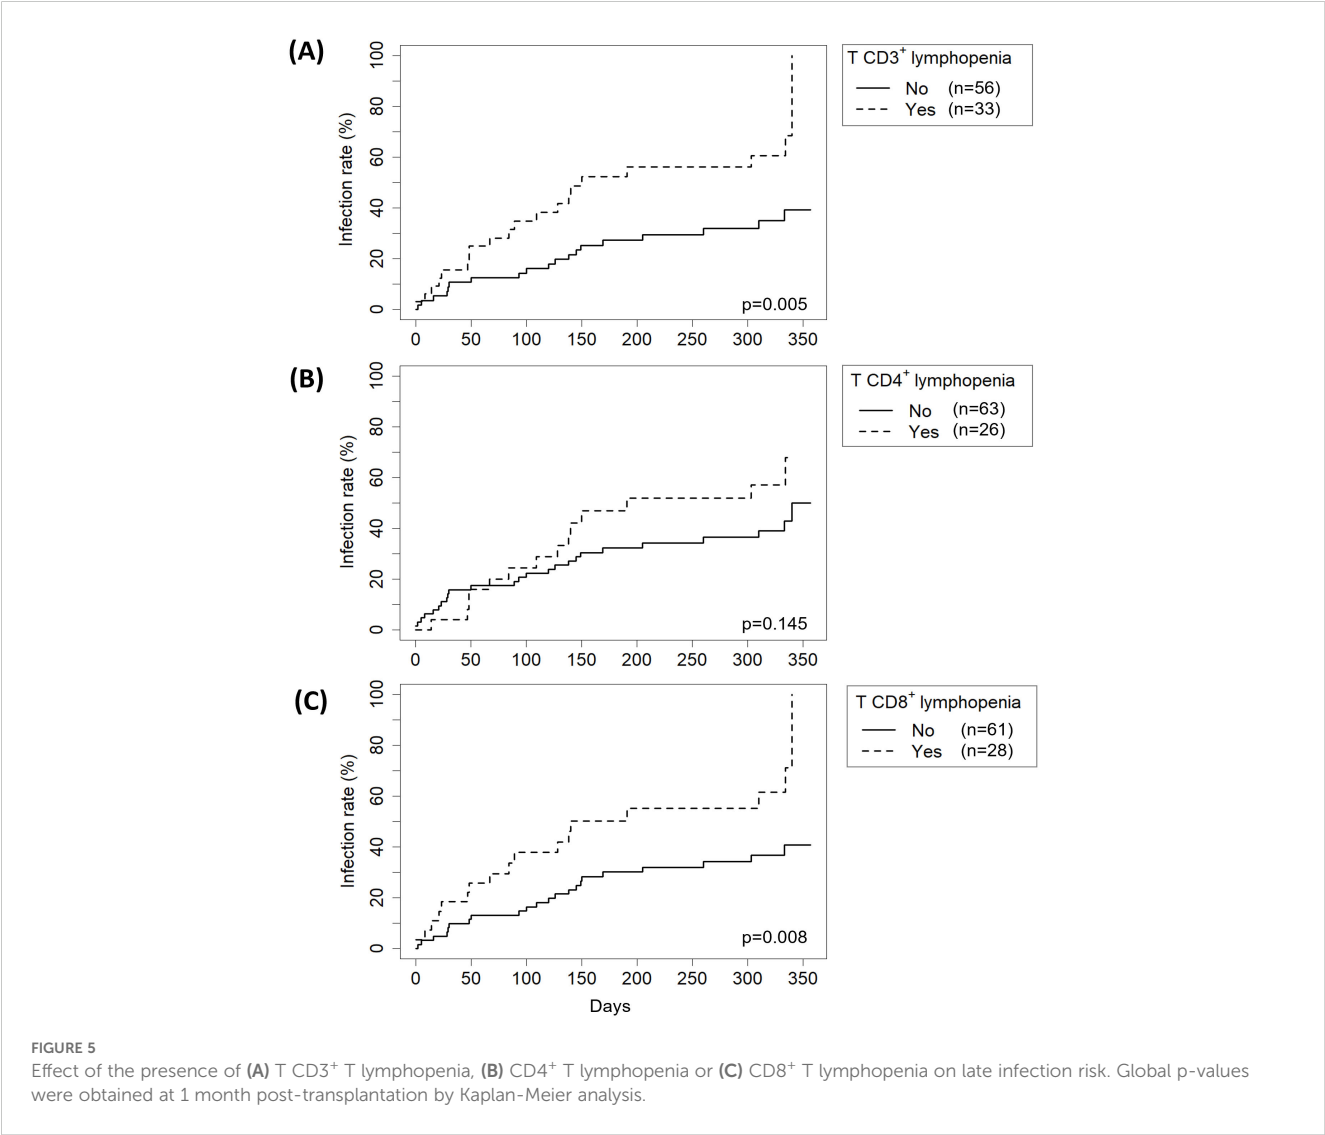 (A)
T CD3+ lymphopenia
No (n=56)
Yes (n=33)
Infection rate (%)
100
80
60
40
20
0
p=0.005
0 50 100 150 200 250 300 350
(B)
T CD4+ lymphopenia
No (n=63)
Yes (n=26)
Infection rate (%)
100
80
60
40
20
0
p=0.145
0 50 100 150 200 250 300 350
(C)
T CD8+ lymphopenia
No (n=61)
Yes (n=28)
Infection rate (%)
100
80
60
40
20
0
p=0.008
0 50 100 150 200 250 300 350
Days
FIGURE 5
Effect of the presence of (A) T CD3+ T lymphopenia, (B) CD4+ T lymphopenia or (C) CD8+ T lymphopenia on late infection risk. Global p-values
were obtained at 1 month post-transplantation by Kaplan-Meier analysis.